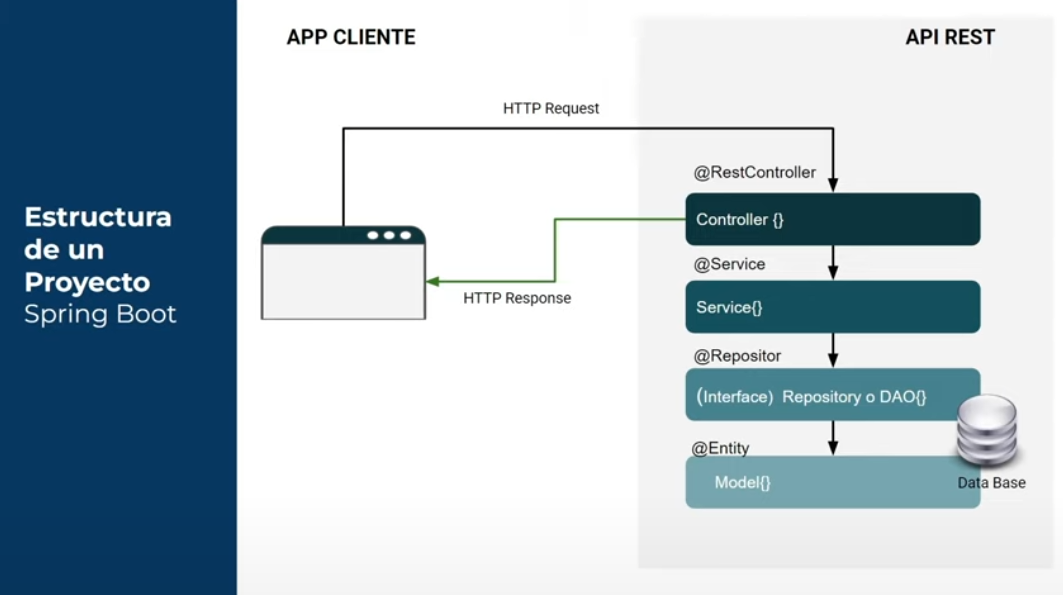 APP CLIENTE
API REST
HTTP Request
@RestController
Controller {}
@Service
Service{}
HTTP Response
@Repositor
(Interface) Repository o DAO{}
@Entity
Model{}
Data Base
Estructura
de un
Proyecto
Spring Boot